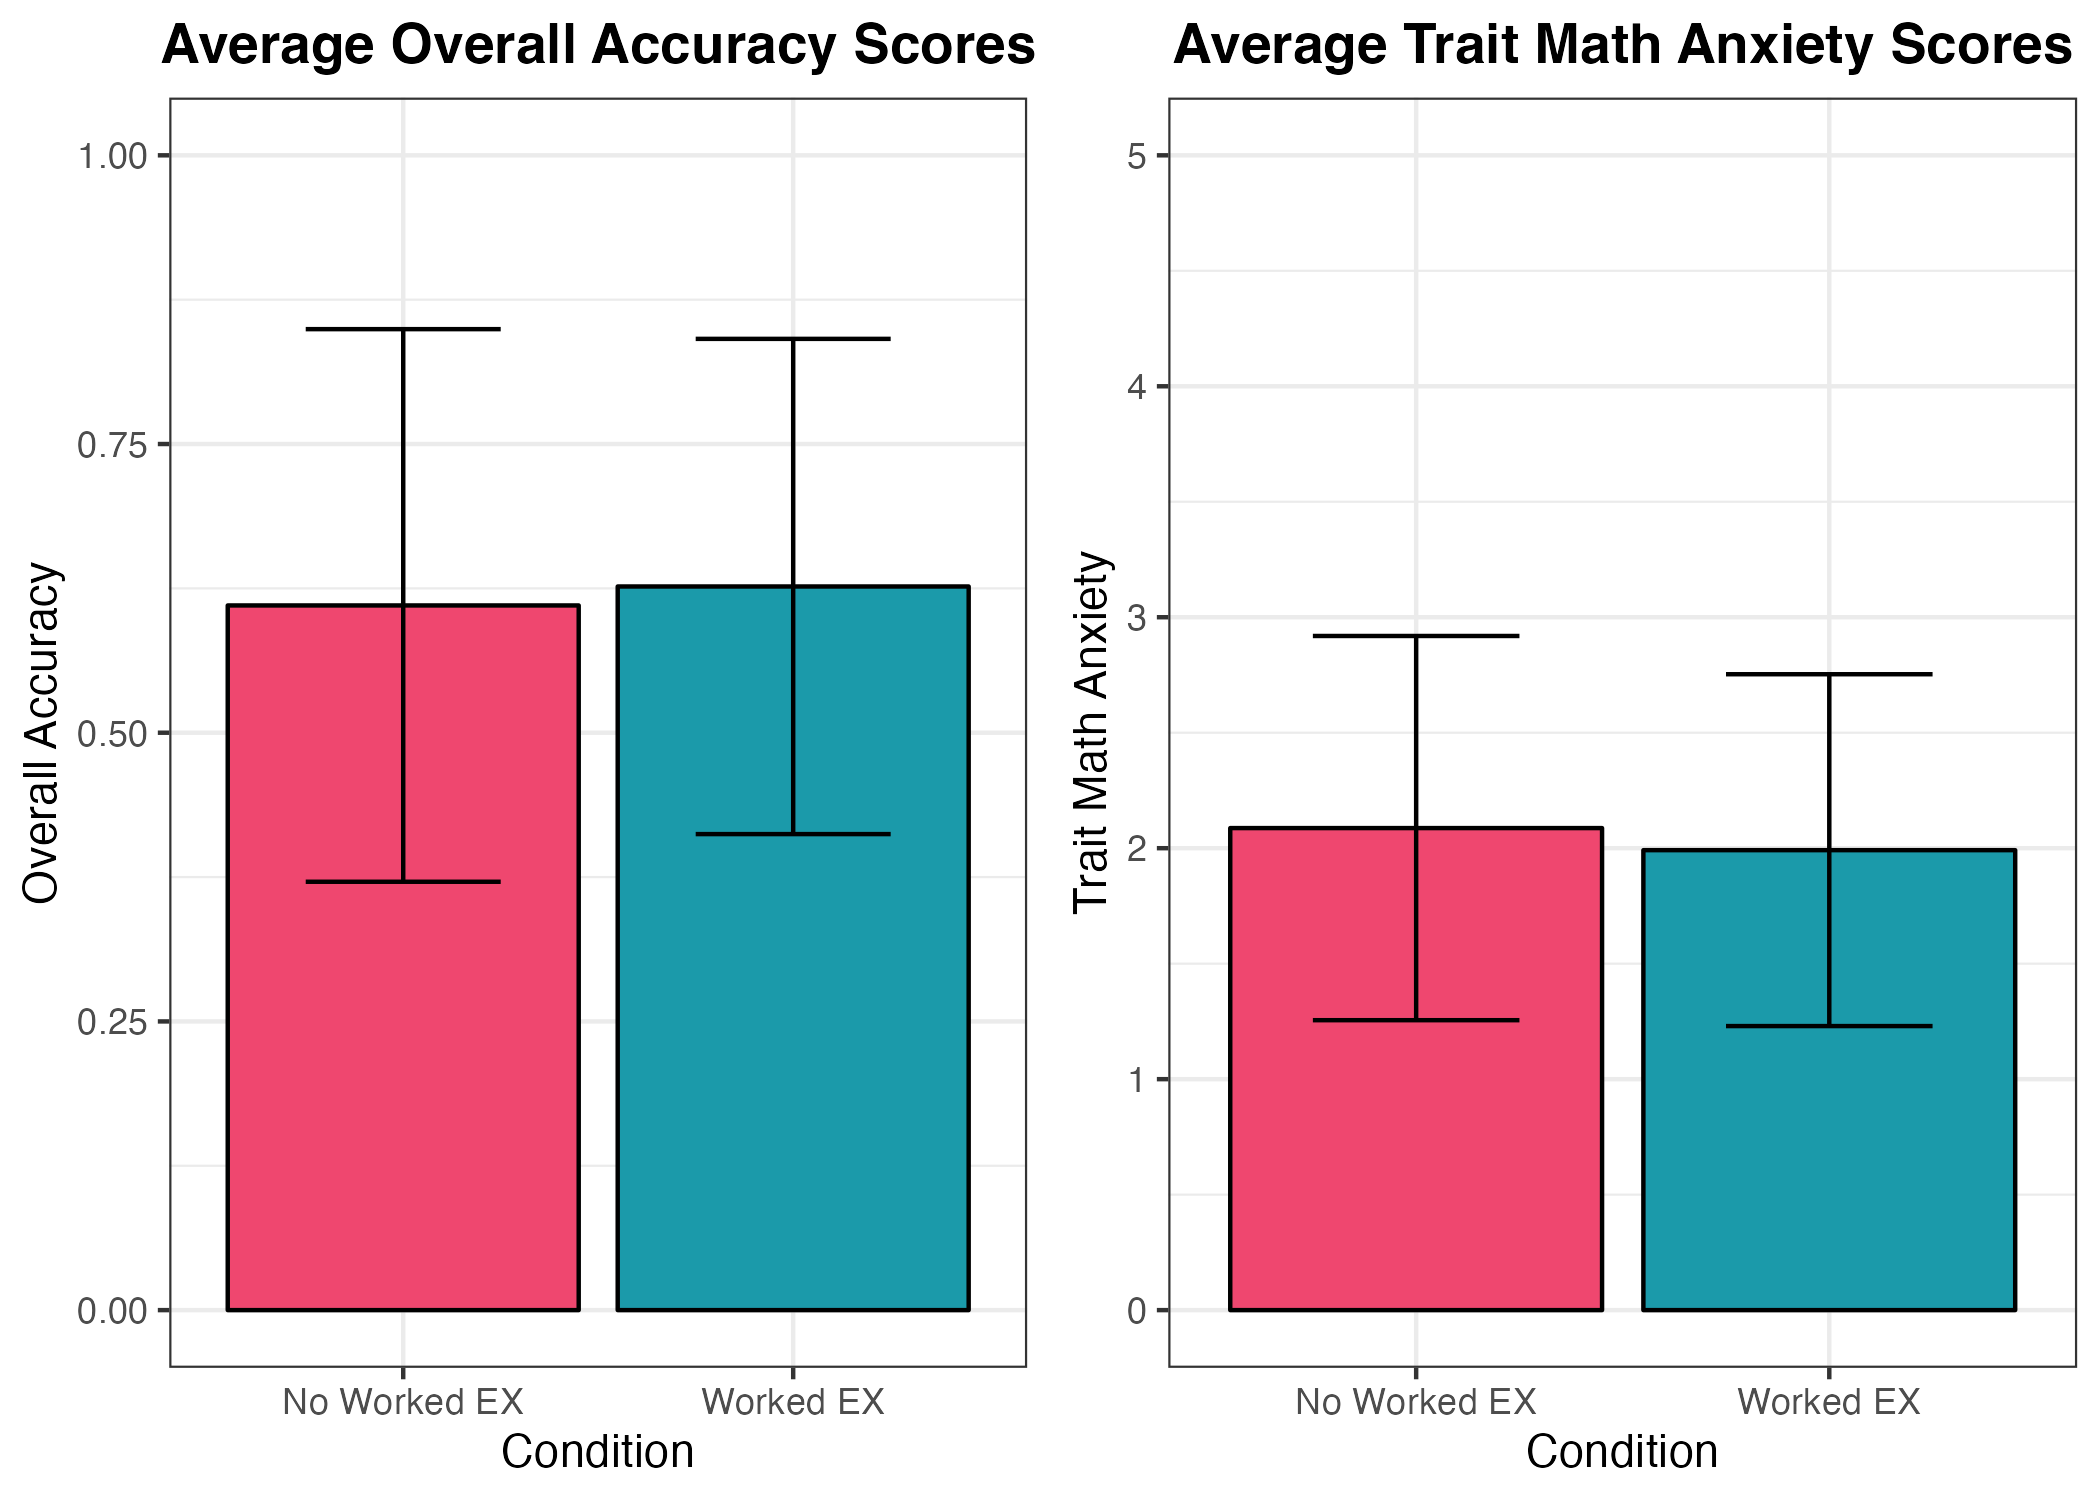 Average Overall Accuracy Scores
Overall Accuracy
1.00
0.75
0.50
0.25
0.00
No Worked EX
Worked EX
Condition
Average Trait Math Anxiety Scores
Trait Math Anxiety
5
4
3
2
1
0
No Worked EX
Worked EX
Condition